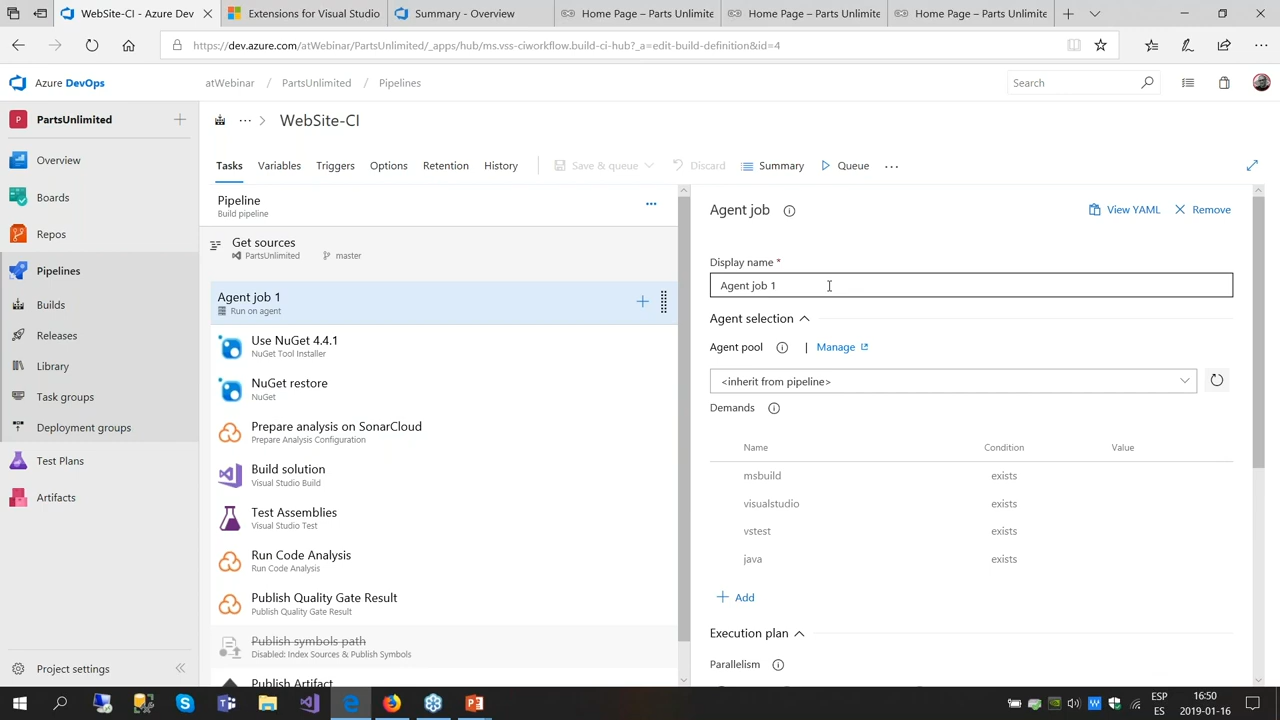 WebSite-CI - Azure Dev
Extensions for Visual Studio
Summary - Overview
Home Page – Parts Unlimite
Home Page – Parts Unlimite
Home Page – Parts Unlimite
https://dev.azure.com/atWebinar/PartsUnlimited/_apps/hub/ms.vss-ciworkflow.build-ci-hub?_a=edit-build-definition&id=4
Azure DevOps
atWebinar / PartsUnlimited / Pipelines
Search
P PartsUnlimited
Overview
Boards
Repos
Pipelines
Builds
Releases
Library
Task groups
Deployment groups
Test Plans
Artifacts
Project settings
WebSite-CI
Tasks Variables Triggers Options Retention History Save & queue Discard Summary Queue
Pipeline
Build pipeline
Get sources
PartsUnlimited master
Agent job 1
Run on agent
Use NuGet 4.4.1
NuGet Tool Installer
NuGet restore
NuGet
Prepare analysis on SonarCloud
Prepare Analysis Configuration
Build solution
Visual Studio Build
Test Assemblies
Visual Studio Test
Run Code Analysis
Run Code Analysis
Publish Quality Gate Result
Publish Quality Gate Result
Publish symbols path
Disabled: Index Sources & Publish Symbols
Publish Artifact
Agent job
View YAML Remove
Display name *
Agent job 1
Agent selection
Agent pool | Manage
<inherit from pipeline>
Demands
Name Condition Value
msbuild exists
visualstudio exists
vstest exists
java exists
Add
Execution plan
Parallelism
ESP
ES
16:50
2019-01-16